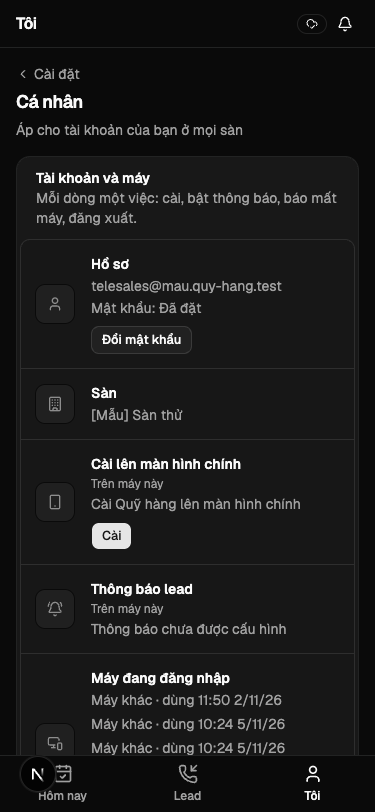 Tôi
Cài đặt
Cá nhân
Áp cho tài khoản của bạn ở mọi sàn
Tài khoản và máy
Mỗi dòng một việc: cài, bật thông báo, báo mất
máy, đăng xuất.
Hồ sơ
telesales@mau.quy-hang.test
Mật khẩu: Đã đặt
Đổi mật khẩu
Sàn
[Mẫu] Sàn thử
Cài lên màn hình chính
Trên máy này
Cài Quỹ hàng lên màn hình chính
Cài
Thông báo lead
Trên máy này
Thông báo chưa được cấu hình
Máy đang đăng nhập
Máy khác · dùng 11:50 2/11/26
Máy khác · dùng 10:24 5/11/26
Máy khác · dùng 10:24 5/11/26
N
Hôm nay
Lead
Tôi